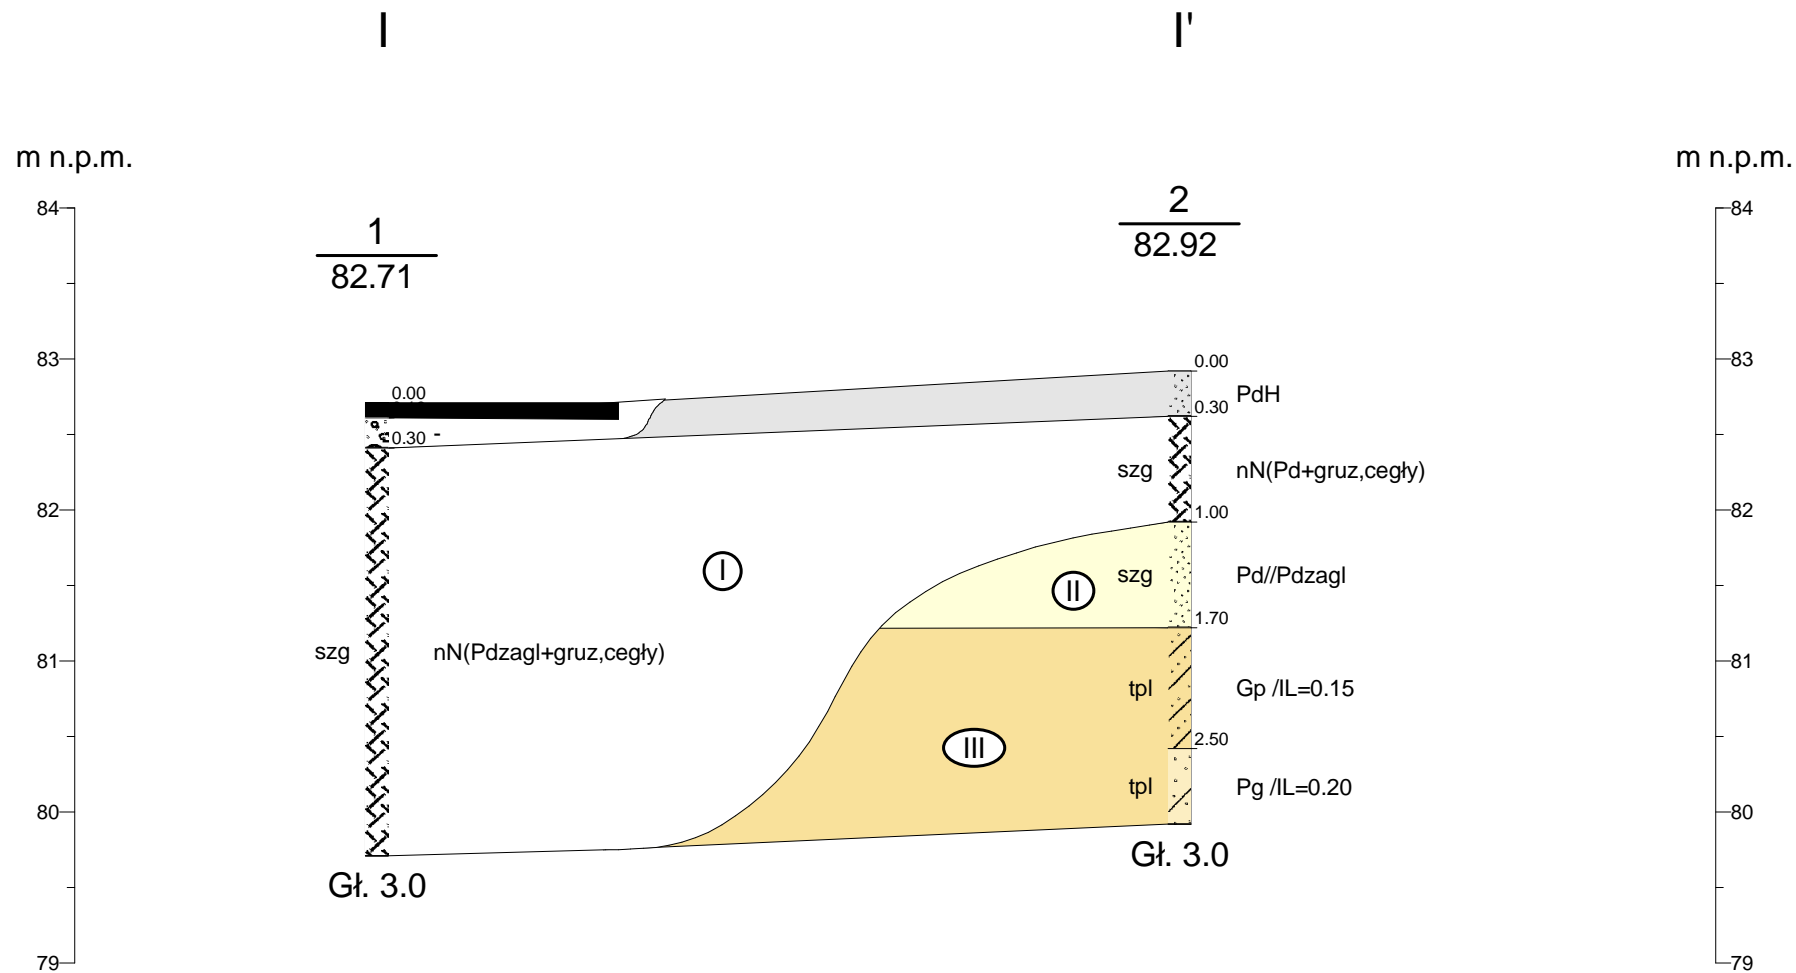 I I'
m n.p.m. m n.p.m.
2
84 84
1
82.92
82.71
83 0.00 83
0.00 PdH
0.30
0.30 -
szg nN(Pd+gruz,cegły)
82 1.00 82
I szg Pd//Pdzagl
II
1.70
szg nN(Pdzagl+gruz,cegły)
81 81
tpl Gp /IL=0.15
III 2.50
tpl Pg /IL=0.20
80 80
Gł. 3.0
Gł. 3.0
79 79